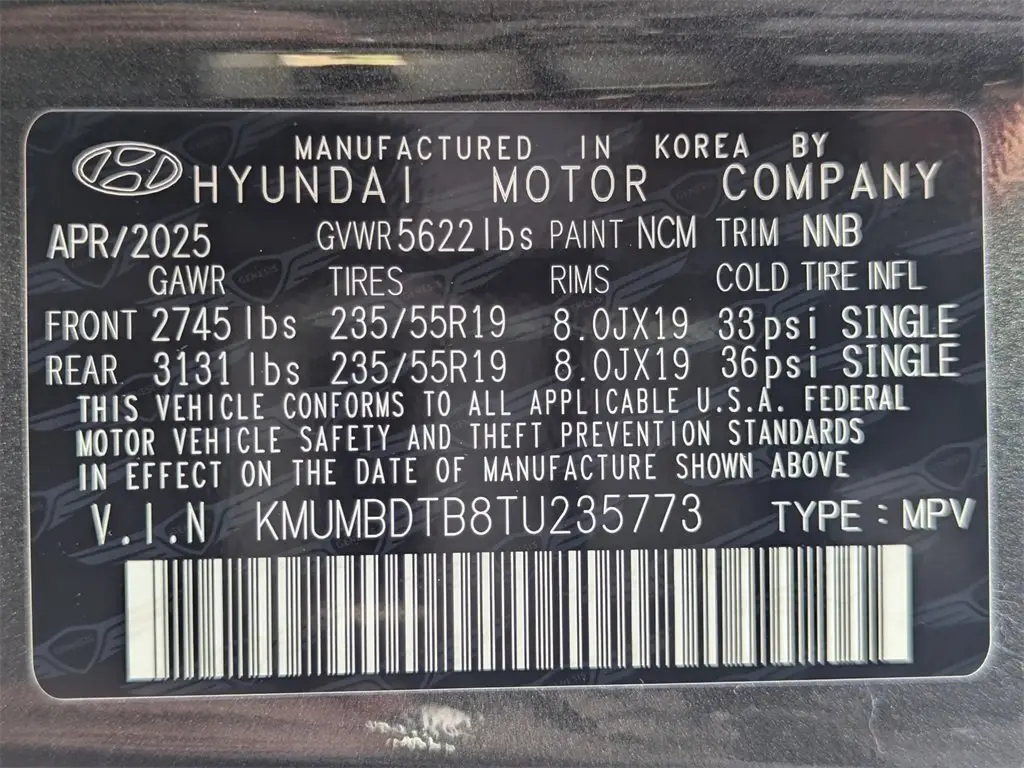 MANUFACTURED IN KOREA BY
HYUNDAI MOTOR COMPANY
APR/2025 GVWR 5622 lbs PAINT NCM TRIM NNB
GAWR TIRES RIMS COLD TIRE INFL
FRONT 2745 lbs 235/55R19 8.0JX19 33psi SINGLE
REAR 3131 lbs 235/55R19 8.0JX19 36psi SINGLE
THIS VEHICLE CONFORMS TO ALL APPLICABLE U.S.A. FEDERAL
MOTOR VEHICLE SAFETY AND THEFT PREVENTION STANDARDS
IN EFFECT ON THE DATE OF MANUFACTURE SHOWN ABOVE
V.I.N KMUMBDTB8TU235773 TYPE : MPV